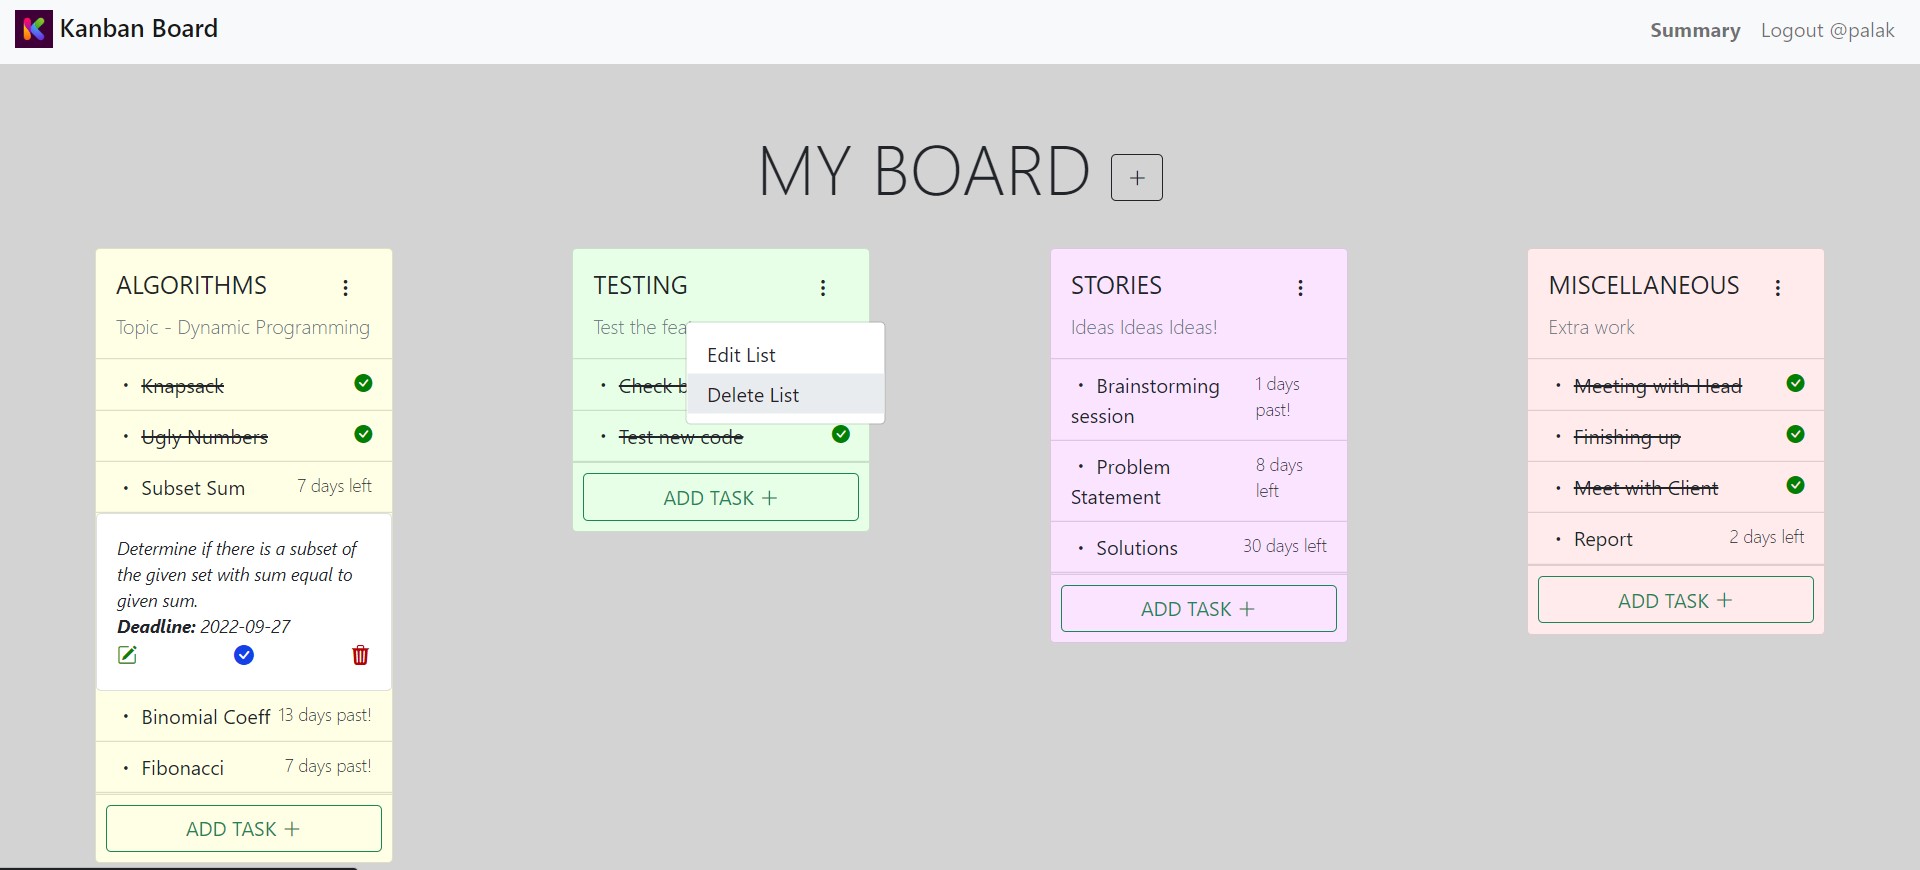 Kanban Board
Summary
Logout @palak
MY BOARD +
ALGORITHMS
Topic - Dynamic Programming
• Knapsack
• Ugly Numbers
• Subset Sum 7 days left
Determine if there is a subset of
the given set with sum equal to
given sum.
Deadline: 2022-09-27
• Binomial Coeff 13 days past!
• Fibonacci 7 days past!
ADD TASK +
TESTING
Test the
Edit List
Delete List
• Check
• Test new code
ADD TASK +
STORIES
Ideas Ideas Ideas!
• Brainstorming
session
1 days
past!
• Problem
Statement
8 days
left
• Solutions 30 days left
ADD TASK +
MISCELLANEOUS
Extra work
• Meeting with Head
• Finishing up
• Meet with Client
• Report 2 days left
ADD TASK +